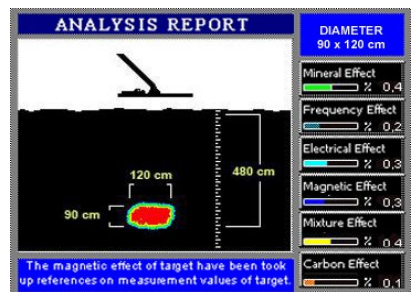 ANALYSIS REPORT
DIAMETER
90 x 120 cm
Mineral Effect
% 0,4
Frequency Effect
% 0,2
Electrical Effect
% 0,3
Magnetic Effect
% 0,3
Mixture Effect
% 0.4
Carbon Effect
% 0,1
120 cm
480 cm
90 cm
The magnetic effect of target have been took
up references on measurement values of target.